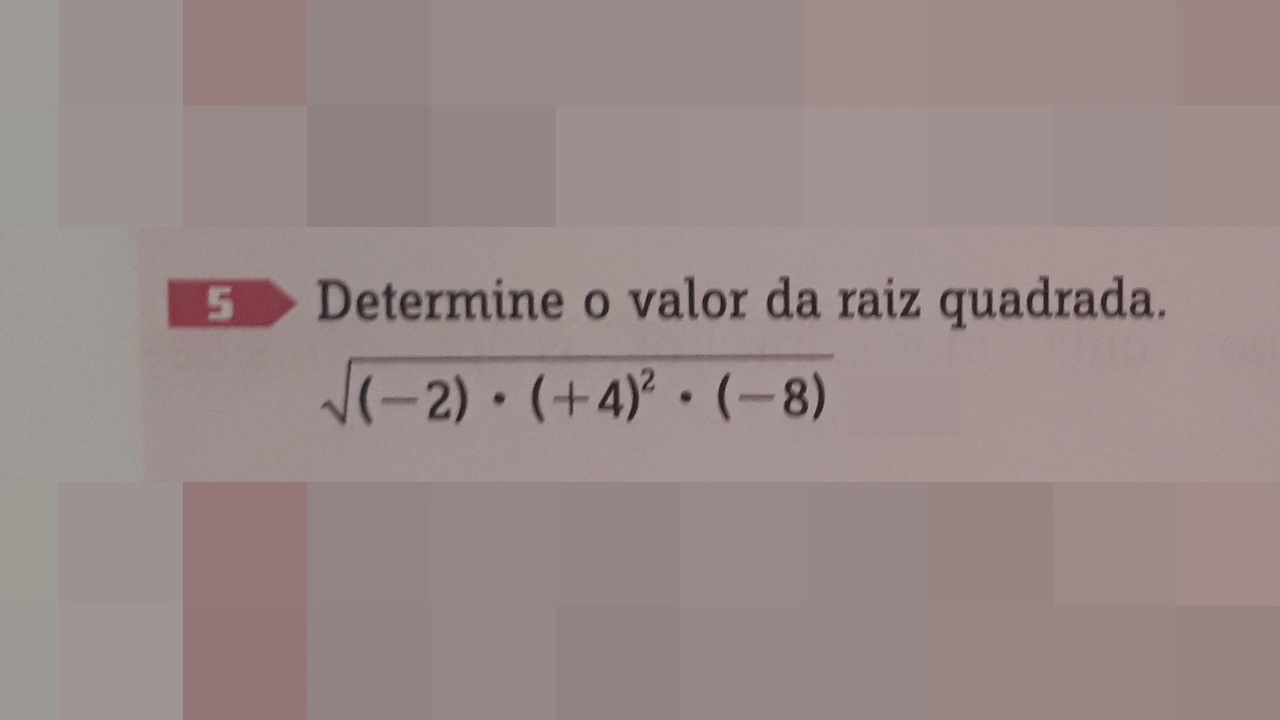 5 Determine o valor da raiz quadrada.
√(−2) · (+4)² · (−8)